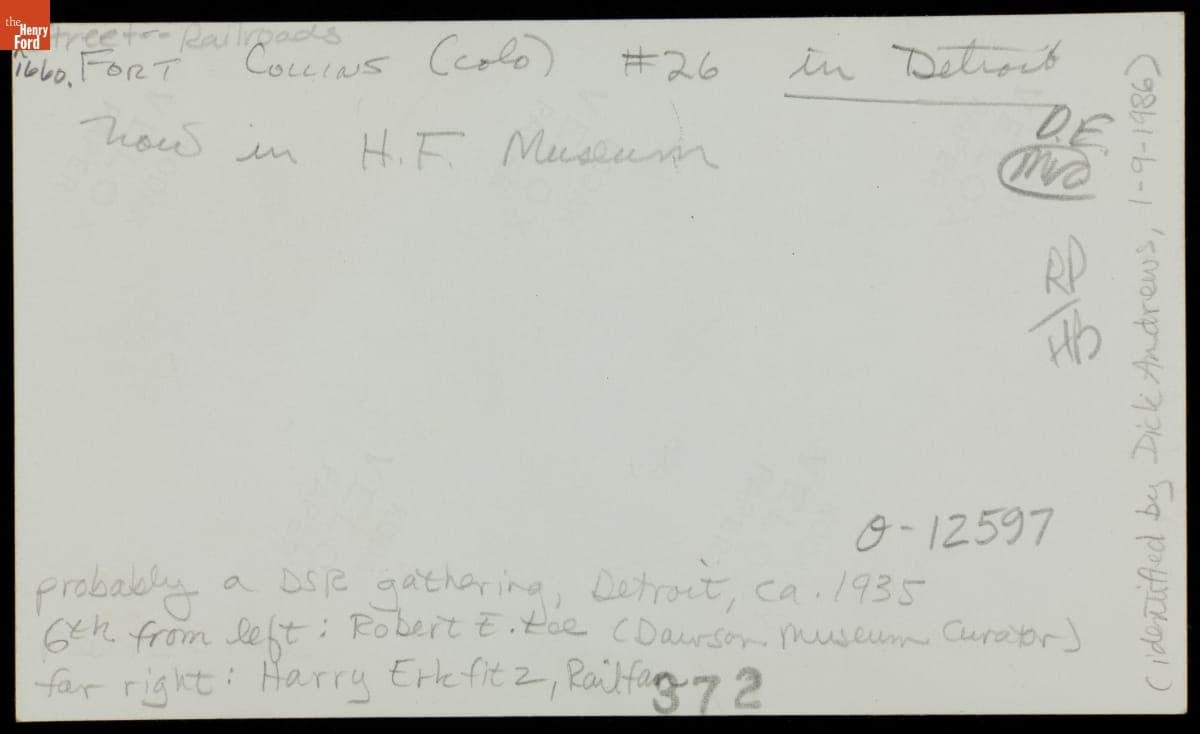 the Henry Ford
Street-- Railroads
1660. FORT COLLINS (colo) #26 in Detroit
now in H.F. Museum
D.E.
RD/HB
(identified by Dick Andrews, 1-9-1986)
O-12597
probably a DSR gathering, Detroit, ca. 1935
6th from left: Robert E. Lee (Dawson Museum Curator)
far right: Harry Erkfitz, Railfan
372